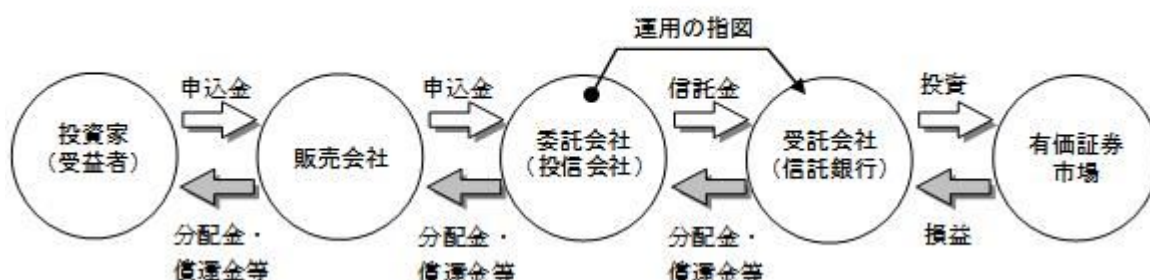 運用の指図
申込金
申込金
信託金
投資
投資家
（受益者）
販売会社
委託会社
（投信会社）
受託会社
（信託銀行）
有価証券
市場
分配金・
償還金等
分配金・
償還金等
分配金・
償還金等
損益